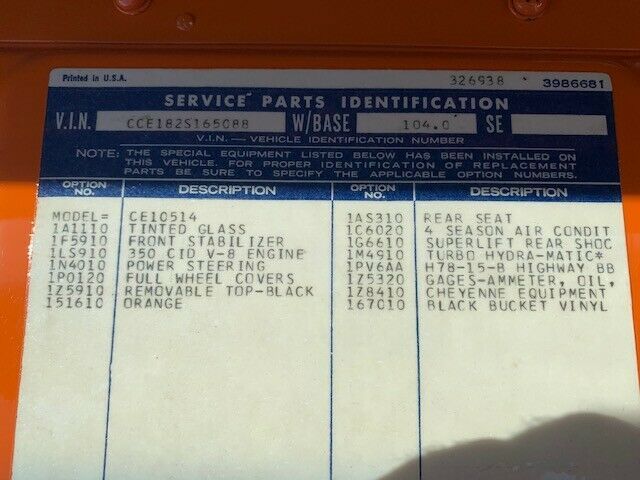 Printed in U.S.A. 326938 3986681
SERVICE PARTS IDENTIFICATION
V.I.N. CCE182S165088 W/BASE 104.0 SE
V.I.N. — VEHICLE IDENTIFICATION NUMBER
NOTE: THE SPECIAL EQUIPMENT LISTED BELOW HAS BEEN INSTALLED ON
THIS VEHICLE. FOR PROPER IDENTIFICATION OF REPLACEMENT
PARTS BE SURE TO SPECIFY THE APPLICABLE OPTION NUMBERS.
OPTION NO. DESCRIPTION OPTION NO. DESCRIPTION
MODEL= CE10514 1AS310 REAR SEAT
1A1110 TINTED GLASS 1C6020 4 SEASON AIR CONDIT
1F5910 FRONT STABILIZER 1G6610 SUPERLIFT REAR SHOC
1LS910 350 CID V-8 ENGINE 1M4910 TURBO HYDRA-MATIC*
1N4010 POWER STEERING 1PV6AA H78-15-B HIGHWAY BB
1P0120 FULL WHEEL COVERS 1Z5320 GAGES-AMMETER, OIL,
1Z5910 REMOVABLE TOP-BLACK 1Z8410 CHEYENNE EQUIPMENT
151610 ORANGE 167010 BLACK BUCKET VINYL